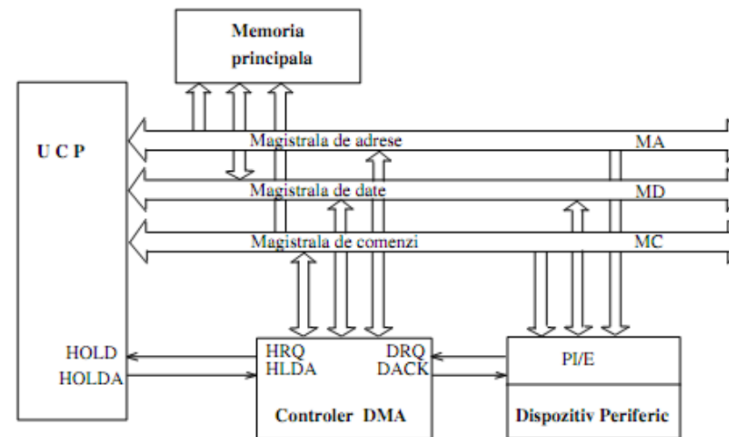 Memoria
principala
U C P
Magistrala de adrese MA
Magistrala de date MD
Magistrala de comenzi MC
HOLD HRQ DRQ PI/E
HOLDA HLDA DACK
Controler DMA Dispozitiv Periferic